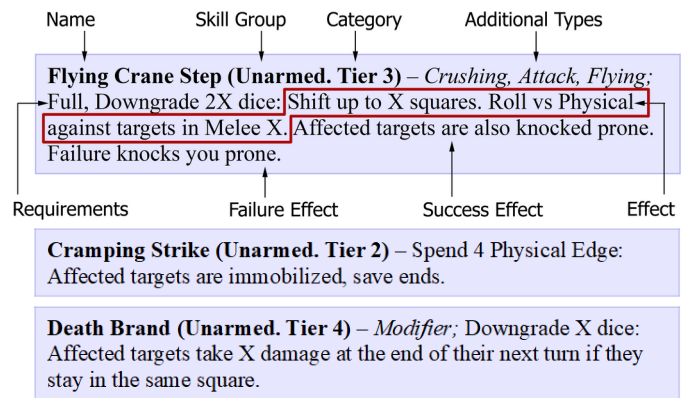 Name Skill Group Category Additional Types
Flying Crane Step (Unarmed. Tier 3) – Crushing, Attack, Flying;
Full, Downgrade 2X dice: Shift up to X squares. Roll vs Physical
against targets in Melee X. Affected targets are also knocked prone.
Failure knocks you prone.
Requirements Failure Effect Success Effect Effect
Cramping Strike (Unarmed. Tier 2) – Spend 4 Physical Edge:
Affected targets are immobilized, save ends.
Death Brand (Unarmed. Tier 4) – Modifier; Downgrade X dice:
Affected targets take X damage at the end of their next turn if they
stay in the same square.